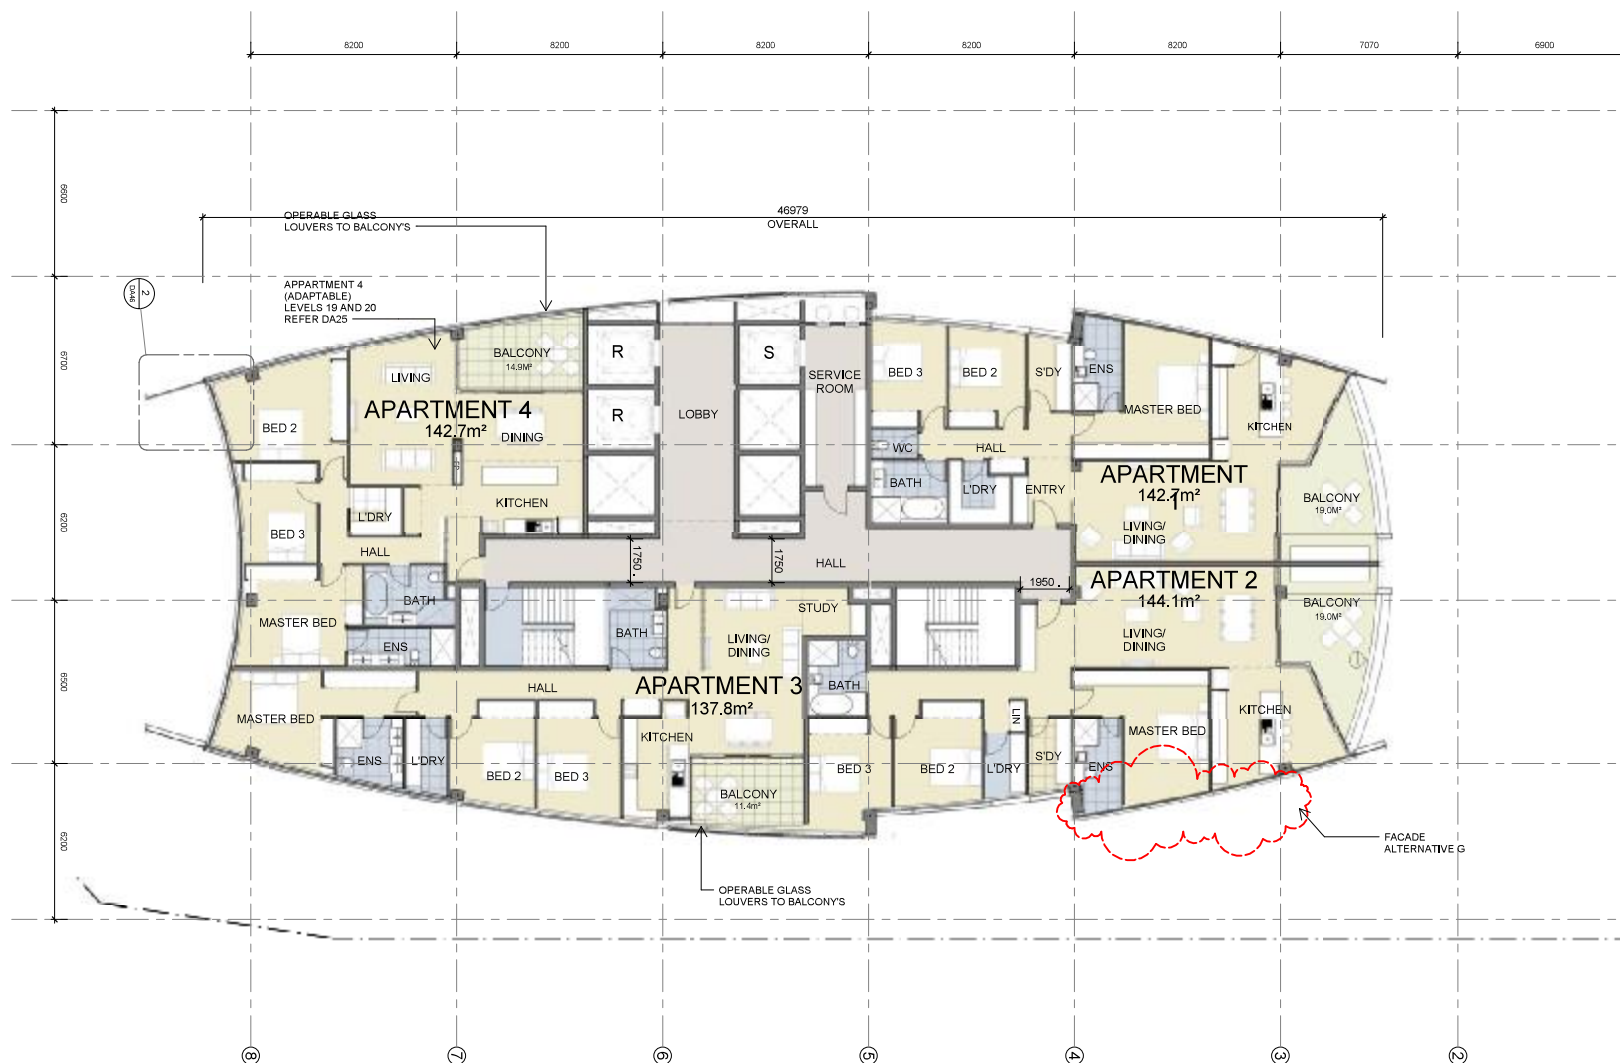 8200
8200
8200
8200
8200
7070
6900
6600
6700
6200
6500
6200
46979
OVERALL
OPERABLE GLASS
LOUVERS TO BALCONY'S
APPARTMENT 4
(ADAPTABLE)
LEVELS 19 AND 20
REFER DA25
2
DA46
BALCONY
14.9M²
LIVING
APARTMENT 4
142.7m²
DINING
BED 2
KITCHEN
L'DRY
BED 3
HALL
BATH
MASTER BED
ENS
R
R
S
LOBBY
SERVICE
ROOM
BED 3
BED 2
S'DY
ENS
MASTER BED
KITCHEN
WC
HALL
BATH
L'DRY
ENTRY
APARTMENT
1
142.7m²
LIVING/
DINING
BALCONY
19.0M²
1750
1750
HALL
1950
APARTMENT 2
144.1m²
LIVING/
DINING
BALCONY
19.0M²
STUDY
BATH
LIVING/
DINING
BATH
HALL
APARTMENT 3
137.8m²
MASTER BED
ENS
L'DRY
BED 2
BED 3
KITCHEN
BALCONY
11.4m²
BED 3
BED 2
LIN
L'DRY
S'DY
ENS
MASTER BED
KITCHEN
FACADE
ALTERNATIVE G
OPERABLE GLASS
LOUVERS TO BALCONY'S
8
7
6
5
4
3
2